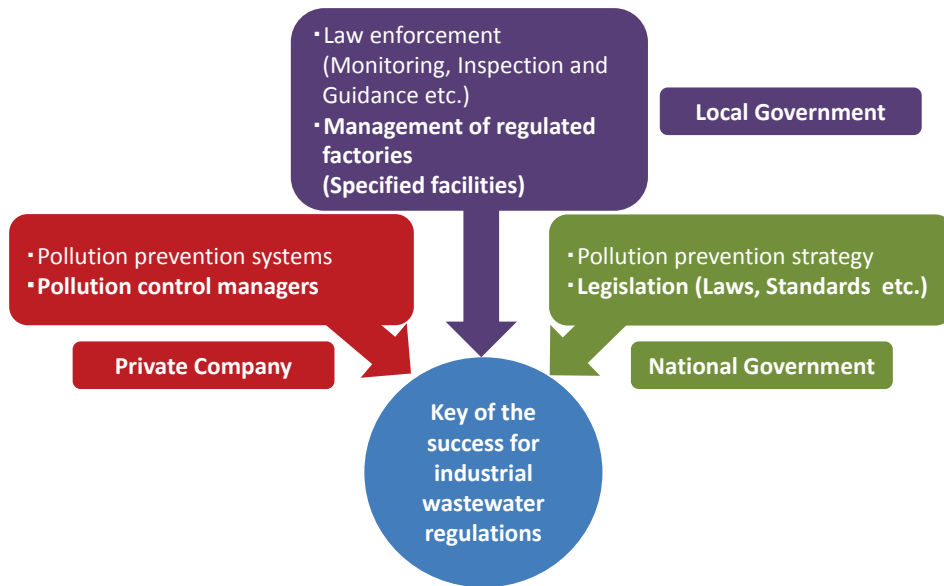 ・Law enforcement
(Monitoring, Inspection and
Guidance etc.)
・Management of regulated
factories
(Specified facilities)
Local Government
・Pollution prevention systems
・Pollution control managers
Private Company
・Pollution prevention strategy
・Legislation (Laws, Standards etc.)
National Government
Key of the
success for
industrial
wastewater
regulations